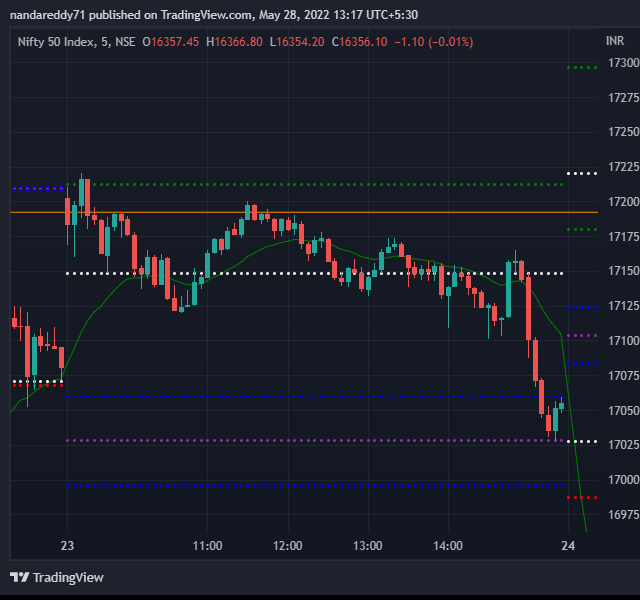 nandareddy71 published on TradingView.com, May 28, 2022 13:17 UTC+5:30
Nifty 50 Index, 5, NSE O16357.45 H16366.80 L16354.20 C16356.10 −1.10 (−0.01%)
INR
17300
17275
17250
17225
17200
17175
17150
17125
17100
17075
17050
17025
17000
16975
23 11:00 12:00 13:00 14:00 24
TradingView